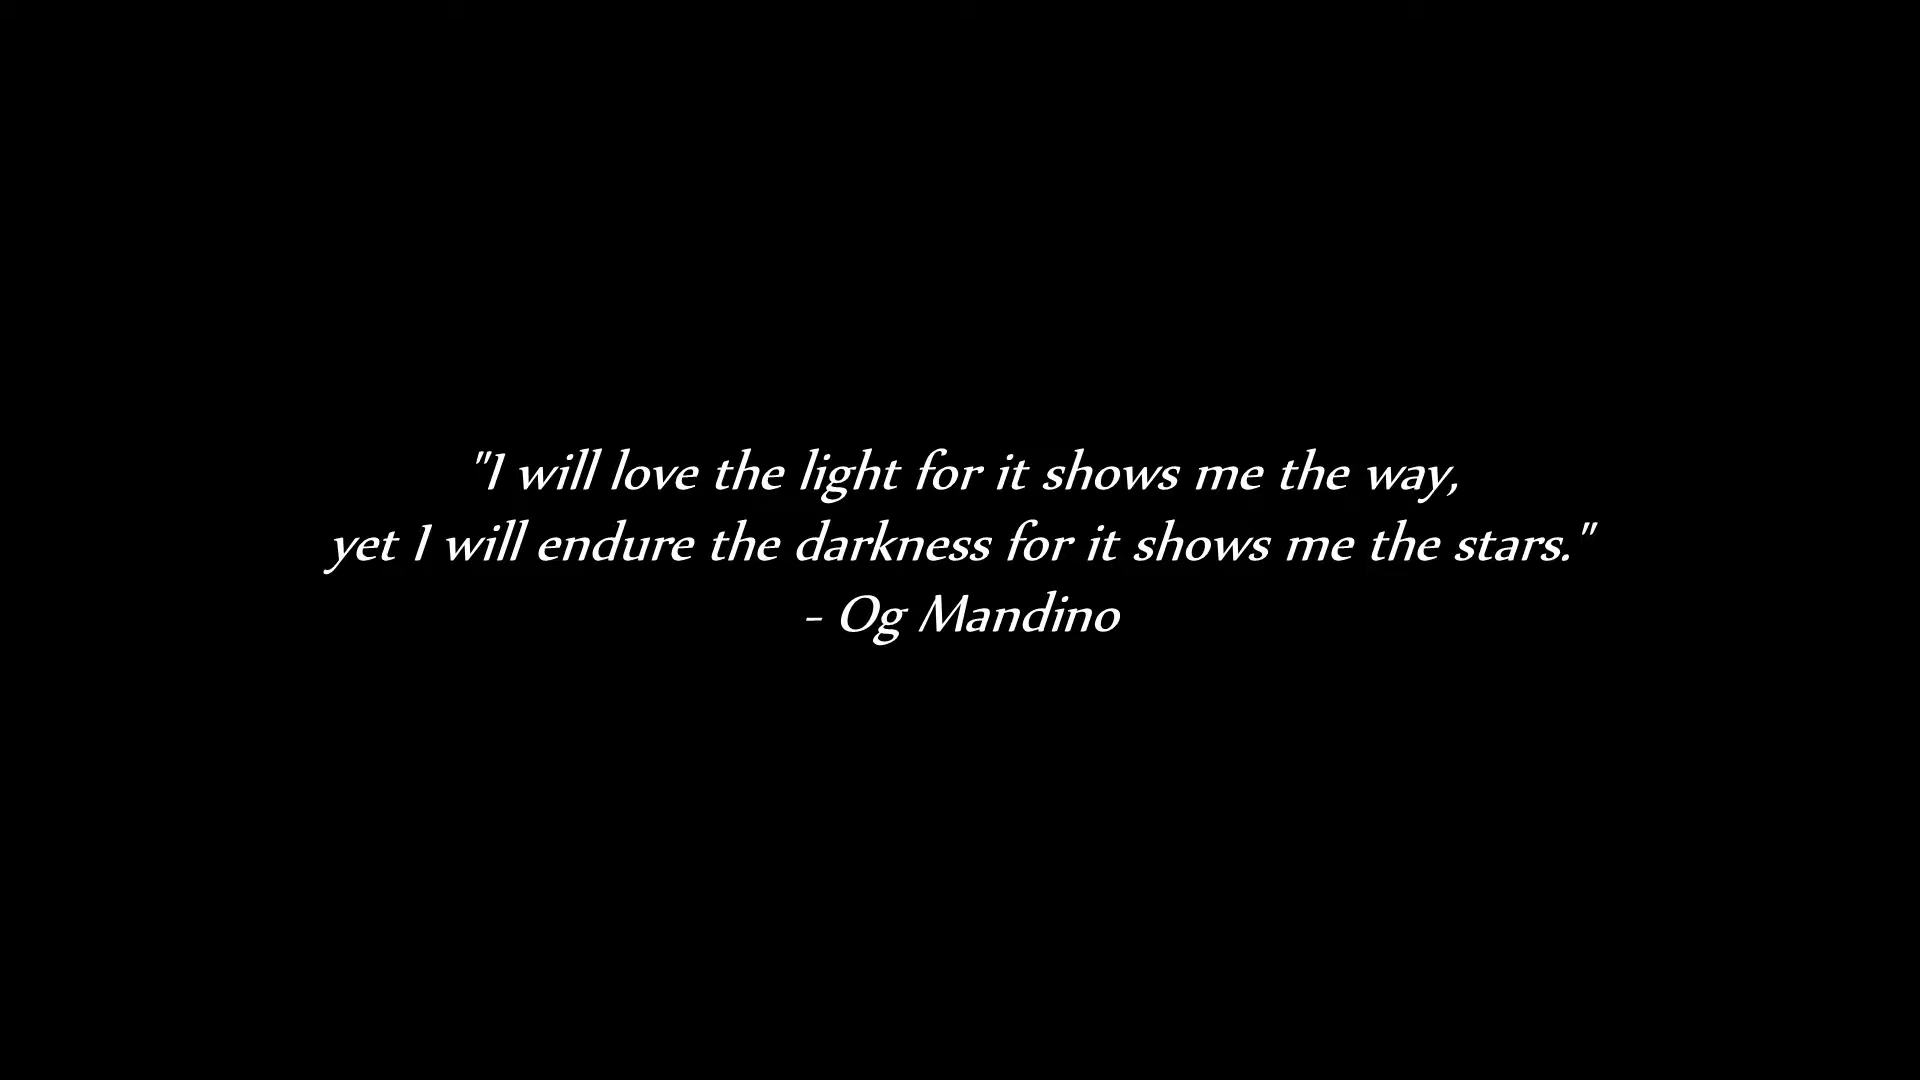 "I will love the light for it shows me the way,
yet I will endure the darkness for it shows me the stars."
- Og Mandino